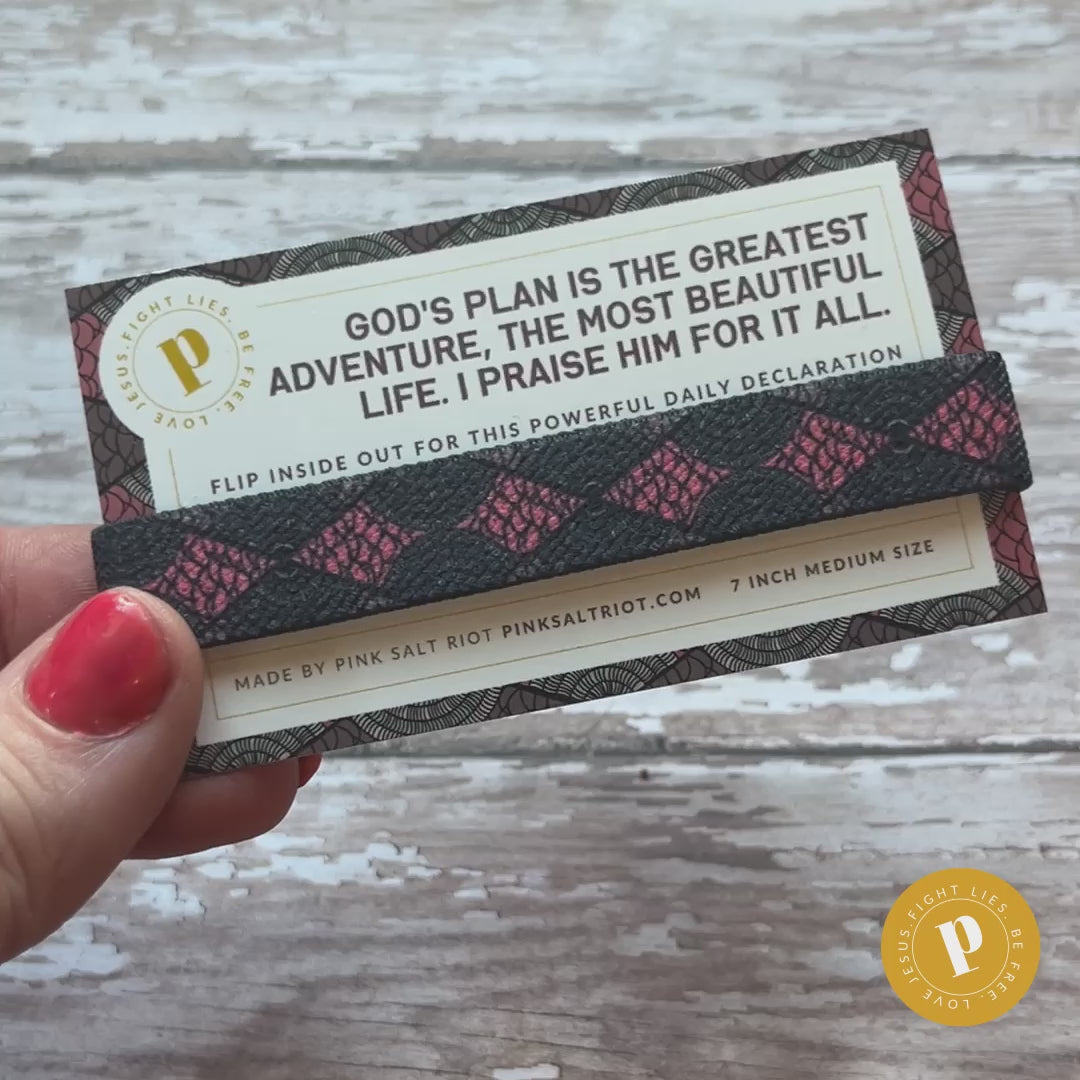 FIGHT LIES. BE FREE. LOVE JESUS.
p
GOD'S PLAN IS THE GREATEST
ADVENTURE, THE MOST BEAUTIFUL
LIFE. I PRAISE HIM FOR IT ALL.
FLIP INSIDE OUT FOR THIS POWERFUL DAILY DECLARATION
MADE BY PINK SALT RIOT PINKSALTRIOT.COM 7 INCH MEDIUM SIZE
FIGHT LIES. BE FREE. LOVE JESUS.
p